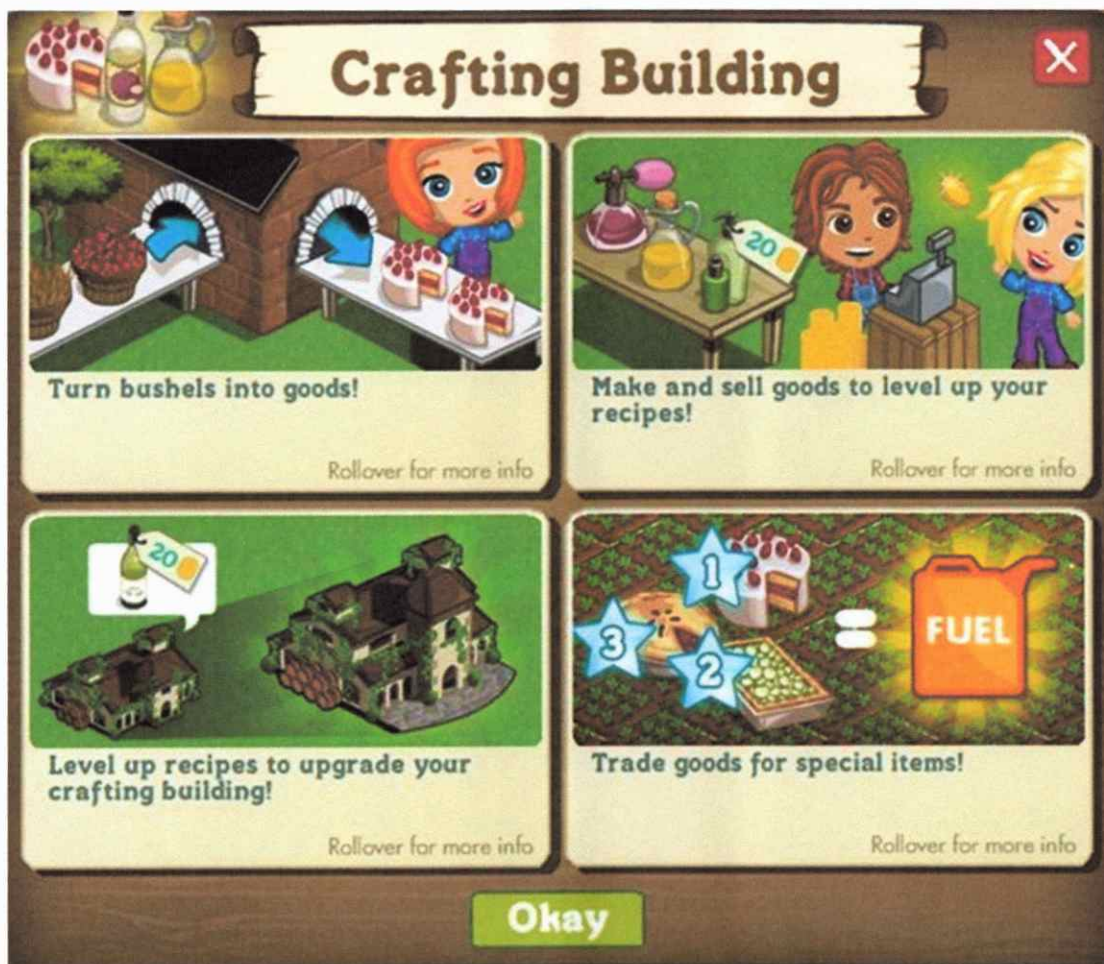 Crafting Building
Turn bushels into goods!
Rollover for more info
20
Make and sell goods to level up your
recipes!
Rollover for more info
20
Level up recipes to upgrade your
crafting building!
Rollover for more info
1
3
2
FUEL
Trade goods for special items!
Rollover for more info
Okay